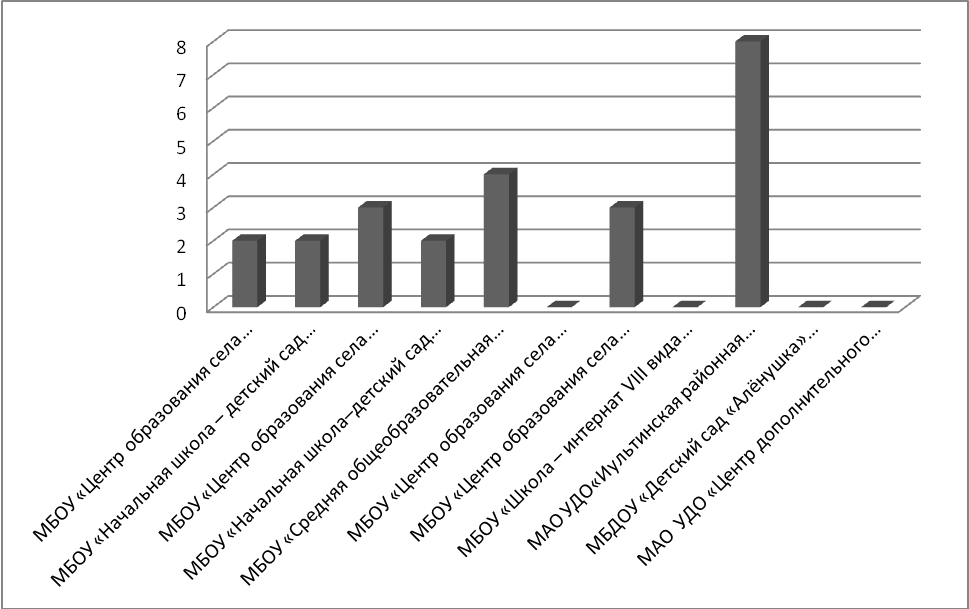 8
7
6
5
4
3
2
1
0
МБОУ «Центр образования села...
МБОУ «Начальная школа – детский сад...
МБОУ «Центр образования села...
МБОУ «Начальная школа–детский сад...
МБОУ «Средняя общеобразовательная...
МБОУ «Центр образования села...
МБОУ «Центр образования села...
МБОУ «Школа – интернат VIII вида...
МАО УДО«Иультинская районная...
МБДОУ «Детский сад «Алёнушка»...
МАО УДО «Центр дополнительного...